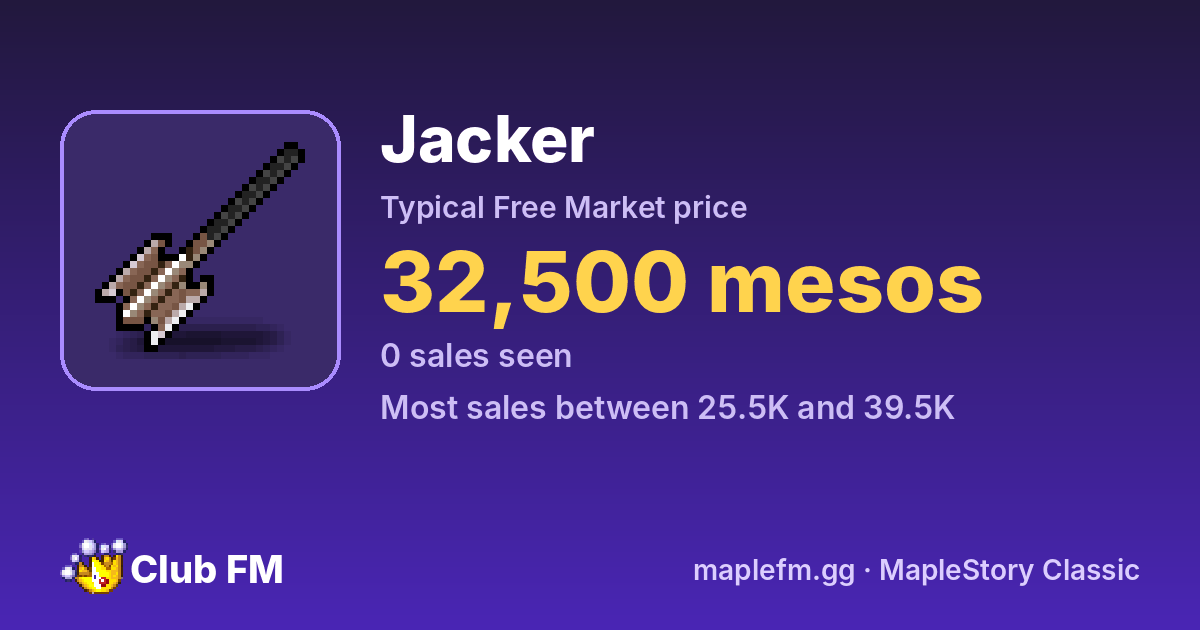 Jacker
Typical Free Market price
32,500 mesos
0 sales seen
Most sales between 25.5K and 39.5K
Club FM
maplefm.gg · MapleStory Classic